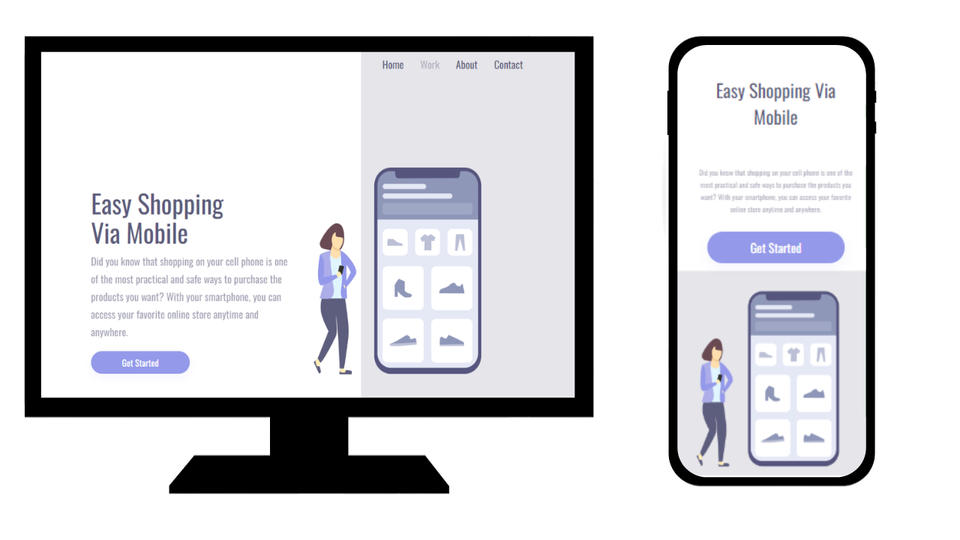 Home Work About Contact
Easy Shopping
Via Mobile
Did you know that shopping on your cell phone is one
of the most practical and safe ways to purchase the
products you want? With your smartphone, you can
access your favorite online store anytime and
anywhere.
Get Started
Easy Shopping Via
Mobile
Did you know that shopping on your cell phone is one of the
most practical and safe ways to purchase the products you
want? With your smartphone, you can access your favorite
online store anytime and anywhere.
Get Started